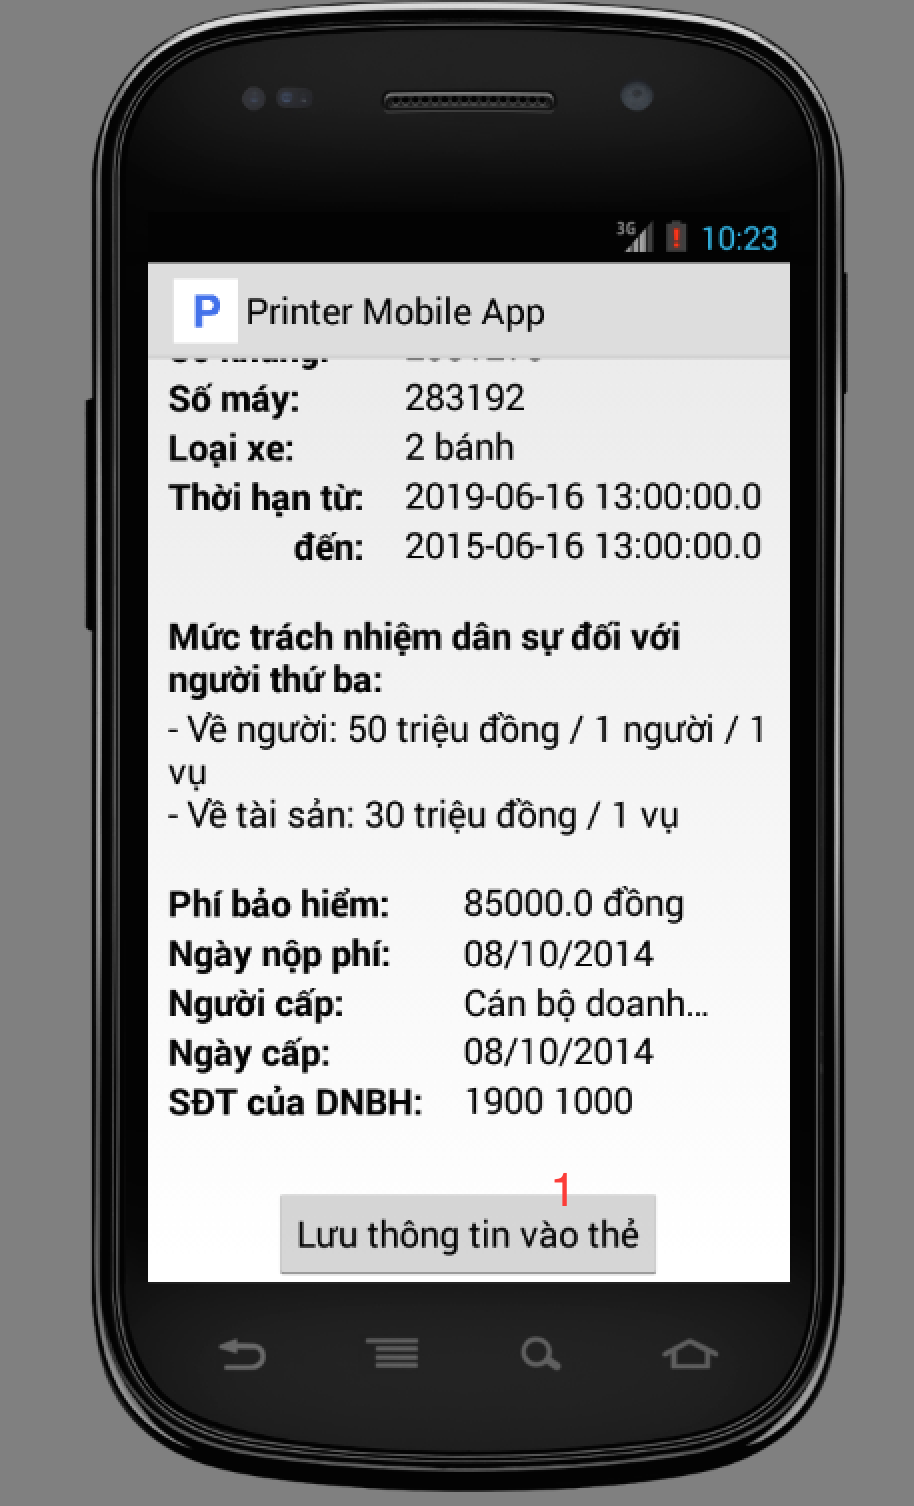 3G 10:23
P Printer Mobile App
Số máy: 283192
Loại xe: 2 bánh
Thời hạn từ: 2019-06-16 13:00:00.0
đến: 2015-06-16 13:00:00.0
Mức trách nhiệm dân sự đối với
người thứ ba:
- Về người: 50 triệu đồng / 1 người / 1
vụ
- Về tài sản: 30 triệu đồng / 1 vụ
Phí bảo hiểm: 85000.0 đồng
Ngày nộp phí: 08/10/2014
Người cấp: Cán bộ doanh...
Ngày cấp: 08/10/2014
SĐT của DNBH: 1900 1000
1
Lưu thông tin vào thẻ